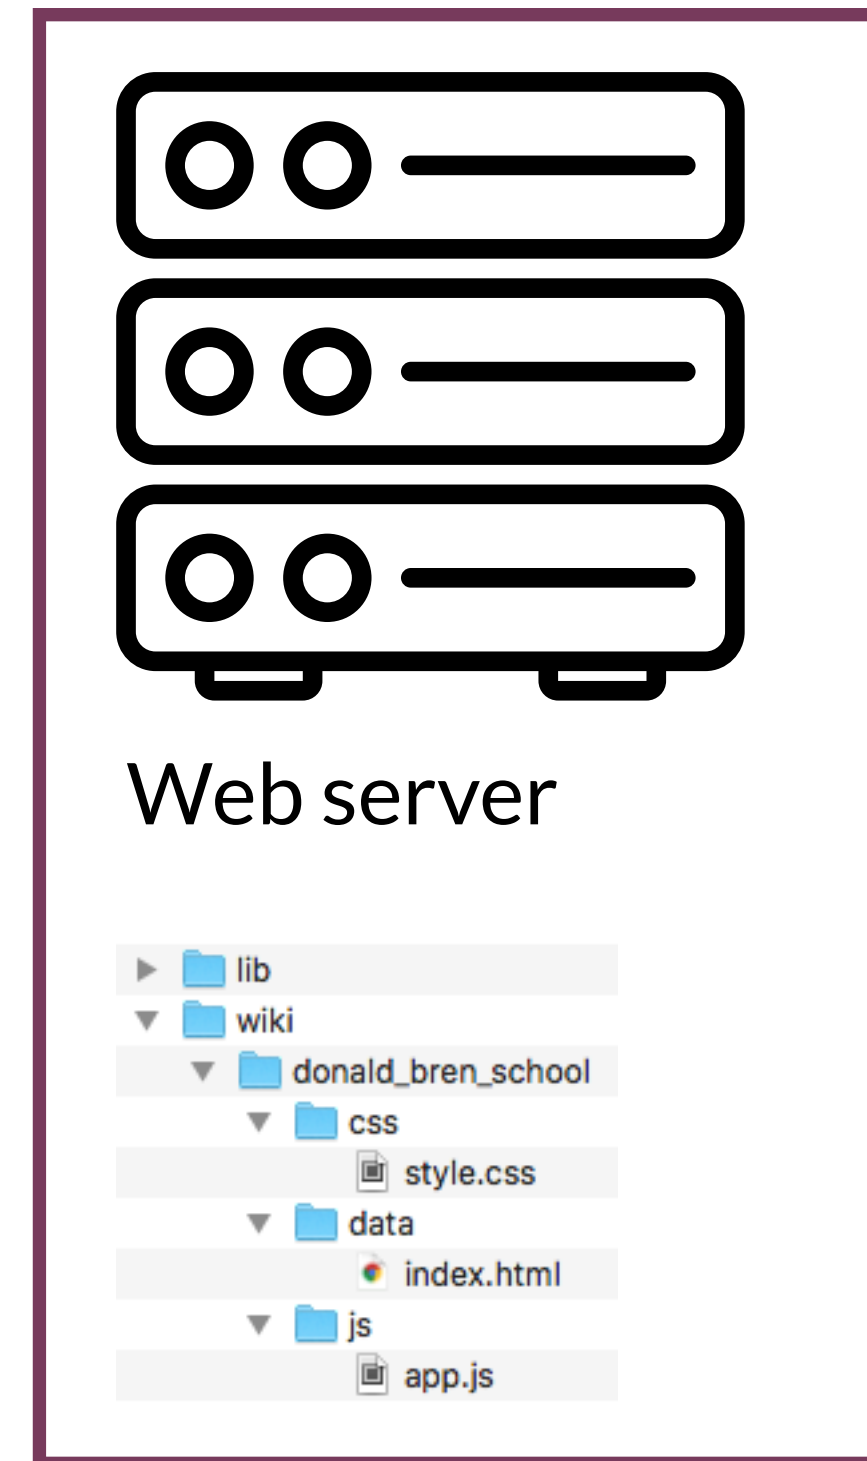 Web server
lib
wiki
donald_bren_school
css
style.css
data
index.html
js
app.js